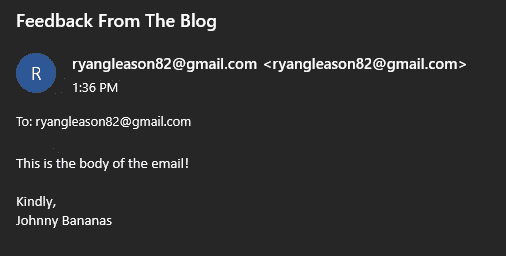 Feedback From The Blog
R
ryangleason82@gmail.com <ryangleason82@gmail.com>
1:36 PM
To: ryangleason82@gmail.com
This is the body of the email!
Kindly,
Johnny Bananas